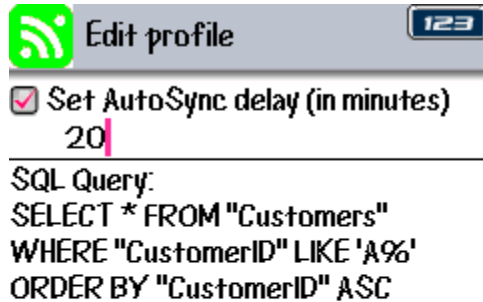 Edit profile
123
Set AutoSync delay (in minutes)
20
SQL Query:
SELECT * FROM "Customers"
WHERE "CustomerID" LIKE 'A%'
ORDER BY "CustomerID" ASC